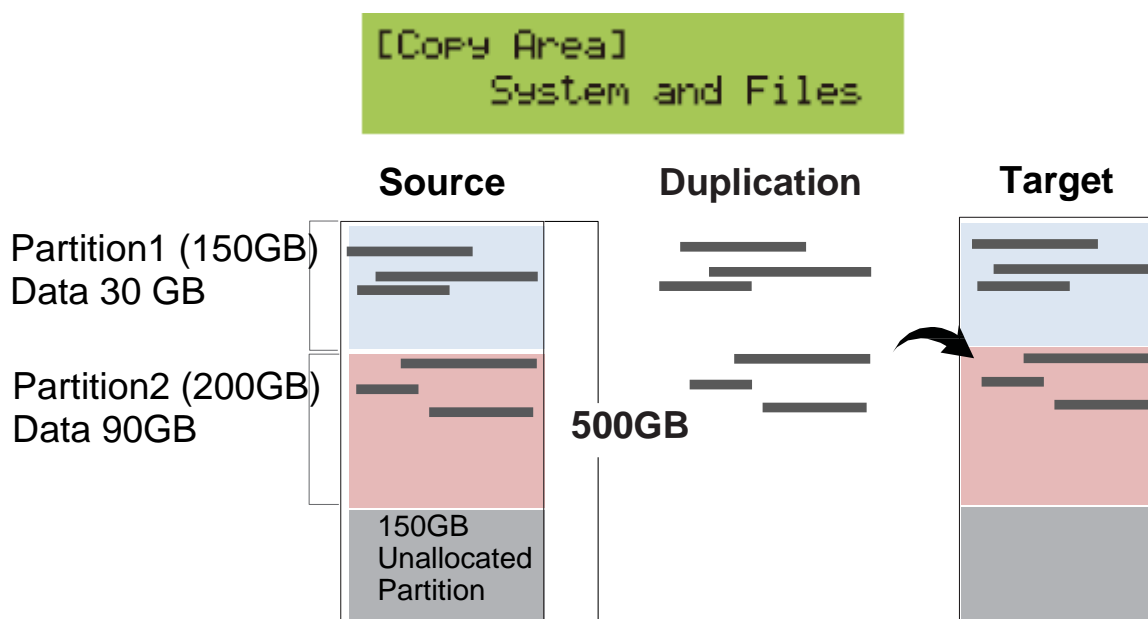 [Copy Area]
System and Files
Source
Duplication
Target
Partition1 (150GB)
Data 30 GB
Partition2 (200GB)
Data 90GB
500GB
150GB
Unallocated
Partition